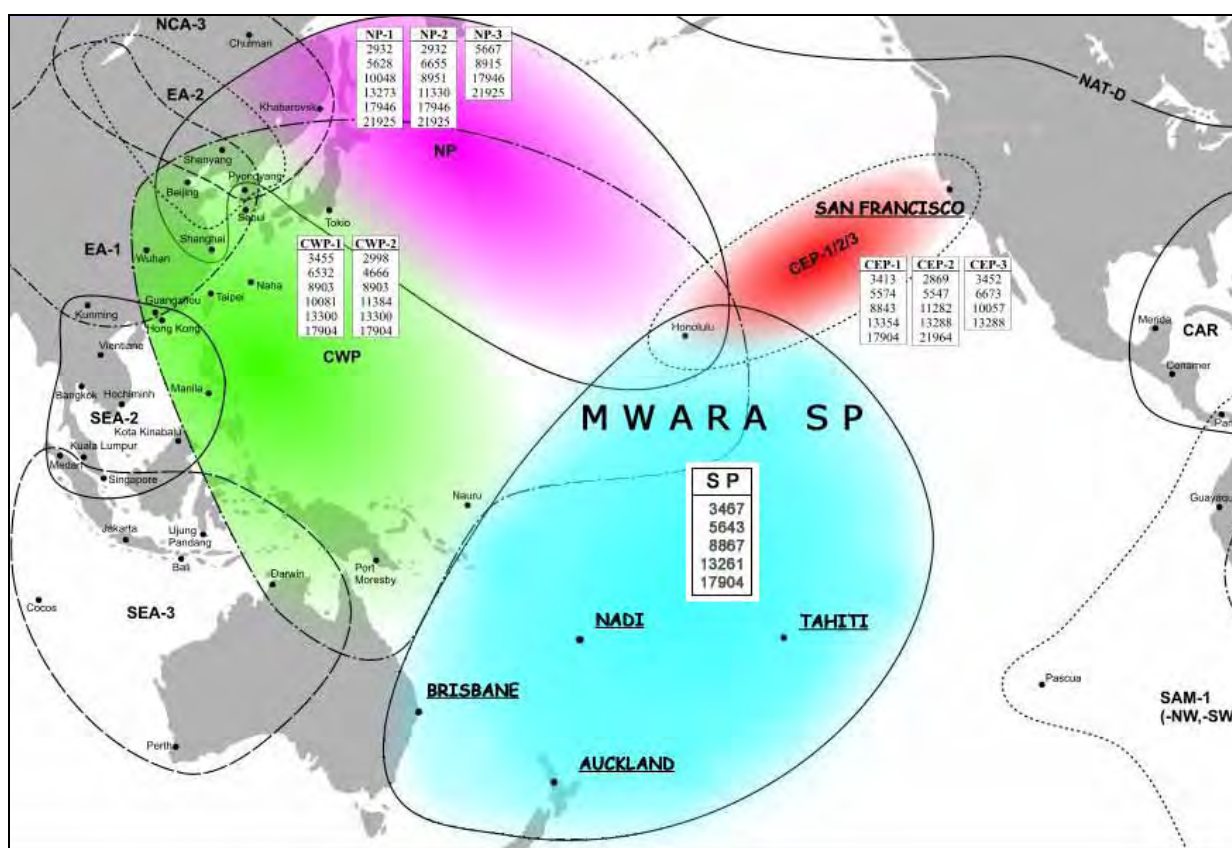 NCA-3
Chulman
EA-2
Khabarovsk
NP-1 NP-2 NP-3
2932 2932 5667
5628 6655 8915
10048 8951 17946
13273 11330 21925
17946 17946
21925 21925
NP
NAT-D
Shenyang
Pyongyang
Beijing
Seoul
Tokio
Shanghai
EA-1
Wuhan
Naha
Taipei
Guangzhou
Hong Kong
Kunming
Vientiane
CWP-1 CWP-2
3455 2998
6532 4666
8903 8903
10081 11384
13300 13300
17904 17904
CWP
SAN FRANCISCO
CEP-1/2/3
CEP-1 CEP-2 CEP-3
3413 2869 3452
5574 5547 6673
8843 11282 10057
13354 13288 13288
17904 21964
Honolulu
Merida
CAR
Bangkok
Hochiminh
Manila
SEA-2
Kota Kinabalu
Kuala Lumpur
Medan
Singapore
MWARA SP
S P
3467
5643
8867
13261
17904
Nauru
Jakarta
Ujung
Pandang
Bali
Port
Moresby
Darwin
Cocos
SEA-3
NADI
TAHITI
BRISBANE
Pascua
SAM-1
(-NW,-SW
Perth
AUCKLAND